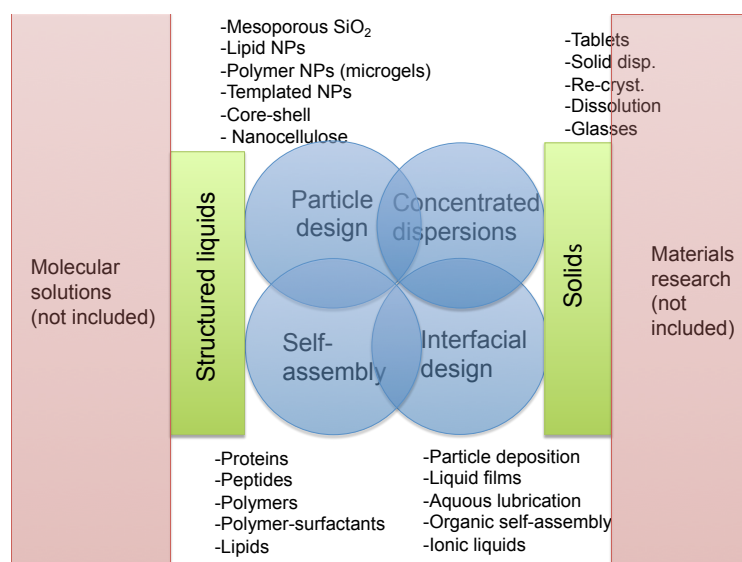 -Mesoporous SiO₂
-Lipid NPs
-Polymer NPs (microgels)
-Templated NPs
-Core-shell
- Nanocellulose
-Tablets
-Solid disp.
-Re-cryst.
-Dissolution
-Glasses
Molecular
solutions
(not included)
Structured liquids
Particle
design
Concentrated
dispersions
Self-
assembly
Interfacial
design
Solids
Materials
research
(not
included)
-Proteins
-Peptides
-Polymers
-Polymer-surfactants
-Lipids
-Particle deposition
-Liquid films
-Aquous lubrication
-Organic self-assembly
-Ionic liquids